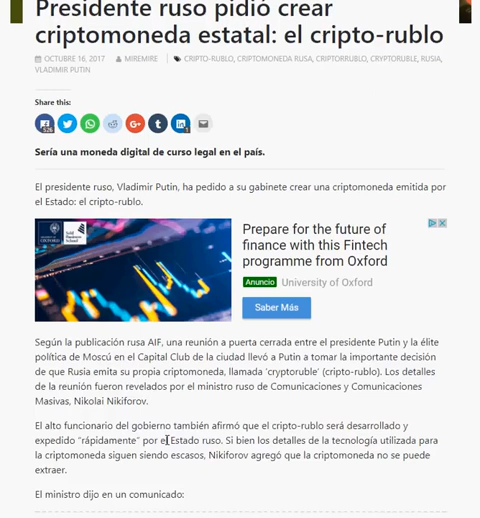 Presidente ruso pidió crear
criptomoneda estatal: el cripto-rublo
OCTUBRE 16, 2017 MIREMIRE CRIPTO-RUBLO, CRIPTOMONEDA RUSA, CRIPTORRUBLO, CRYPTORUBLE, RUSIA,
VLADIMIR PUTIN
Share this:
526
1
Sería una moneda digital de curso legal en el país.
El presidente ruso, Vladimir Putin, ha pedido a su gabinete crear una criptomoneda emitida por
el Estado: el cripto-rublo.
OXFORD
Saïd Business School
Prepare for the future of
finance with this Fintech
programme from Oxford
Anuncio University of Oxford
Saber Más
Según la publicación rusa AIF, una reunión a puerta cerrada entre el presidente Putin y la élite
política de Moscú en el Capital Club de la ciudad llevó a Putin a tomar la importante decisión
de que Rusia emita su propia criptomoneda, llamada 'cryptoruble' (cripto-rublo). Los detalles
de la reunión fueron revelados por el ministro ruso de Comunicaciones y Comunicaciones
Masivas, Nikolai Nikiforov.
El alto funcionario del gobierno también afirmó que el cripto-rublo será desarrollado y
expedido "rápidamente" por el Estado ruso. Si bien los detalles de la tecnología utilizada para
la criptomoneda siguen siendo escasos, Nikiforov agregó que la criptomoneda no se puede
extraer.
El ministro dijo en un comunicado: